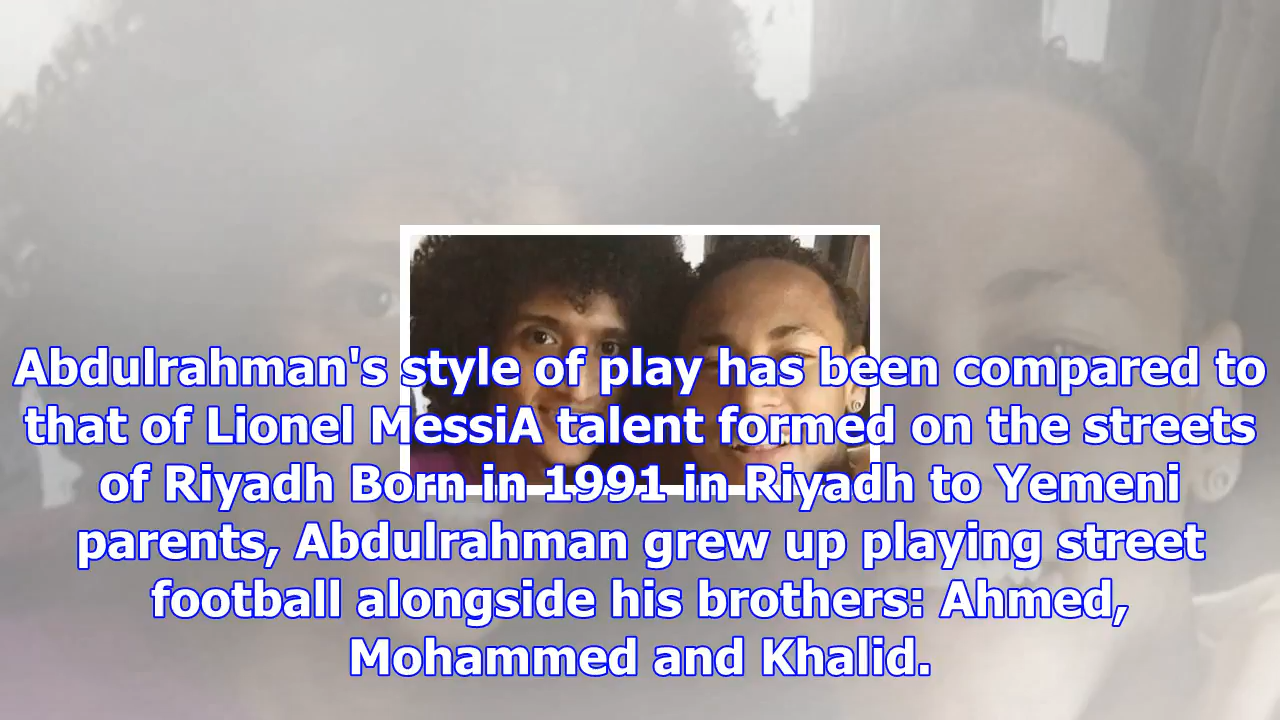 Abdulrahman's style of play has been compared to
that of Lionel MessiA talent formed on the streets
of Riyadh Born in 1991 in Riyadh to Yemeni
parents, Abdulrahman grew up playing street
football alongside his brothers: Ahmed,
Mohammed and Khalid.